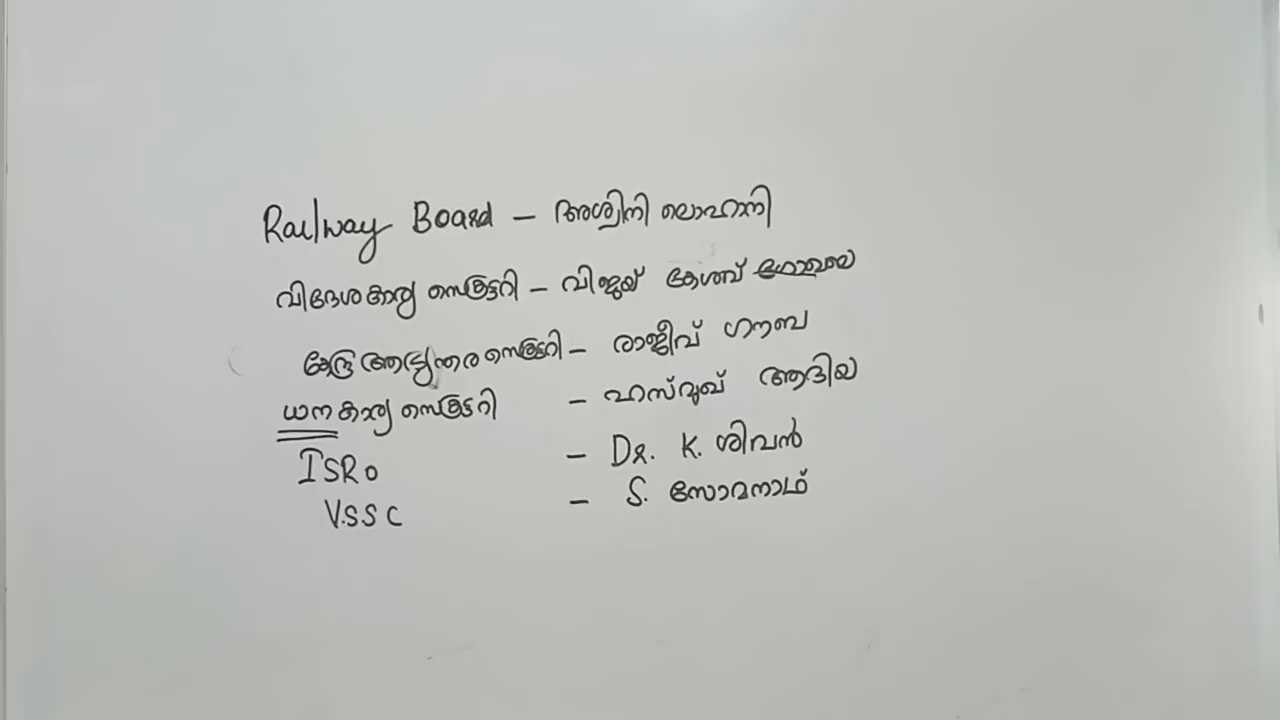 Railway Board – അശ്വിനി ലൊഹാനി
വിദേശകാര്യ സെക്രട്ടറി – വിജയ് കേശവ് ഗോഖലെ
കേന്ദ്ര ആഭ്യന്തര സെക്രട്ടറി – രാജീവ് ഗൗബ
ധനകാര്യ സെക്രട്ടറി – ഹസ്മുഖ് ആദിയ
ISRO – Dr. K. ശിവൻ
V.S.S.C – S. സോമനാഥ്